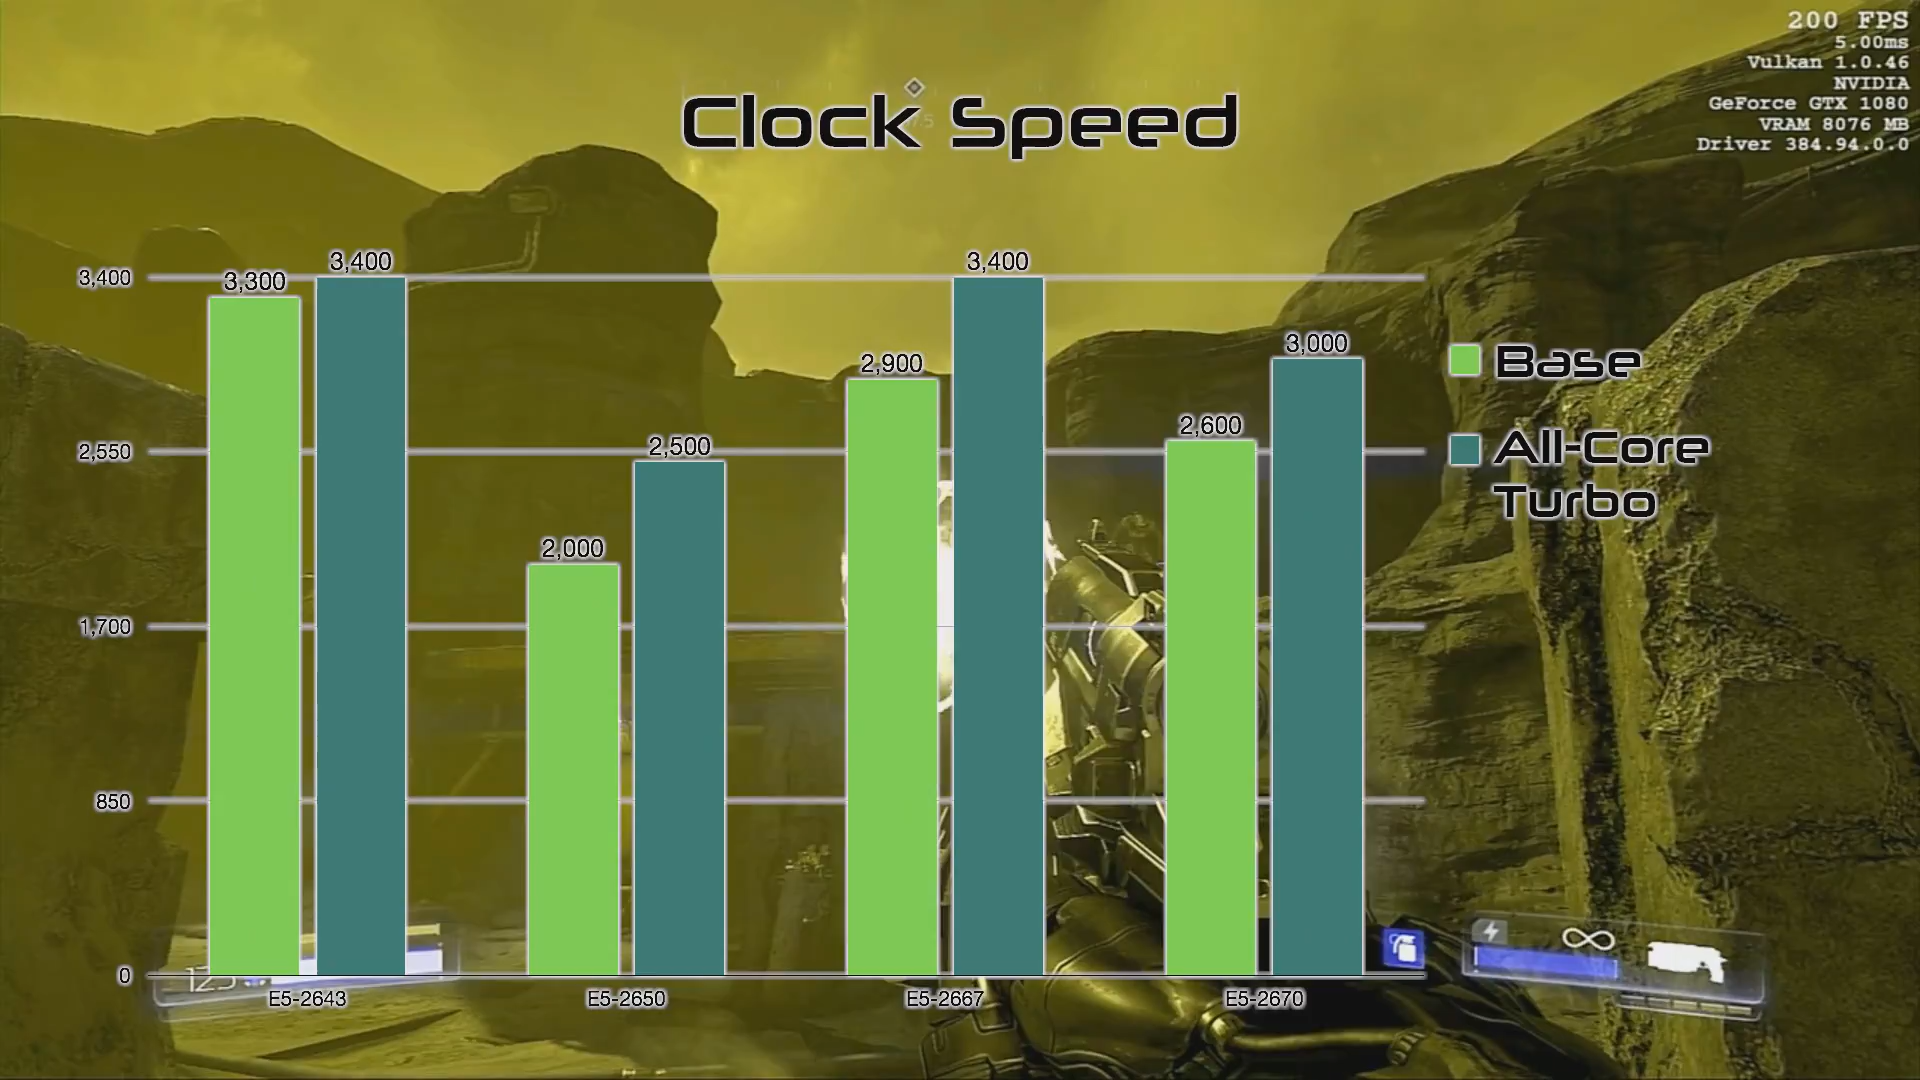 200 FPS
5.00ms
Vulkan 1.0.46
NVIDIA
GeForce GTX 1080
VRAM 8076 MB
Driver 384.94.0.0
Clock Speed
3,400
2,550
1,700
850
0
3,300
3,400
2,000
2,500
2,900
3,400
2,600
3,000
E5-2643
E5-2650
E5-2667
E5-2670
Base
All-Core
Turbo
125
∞